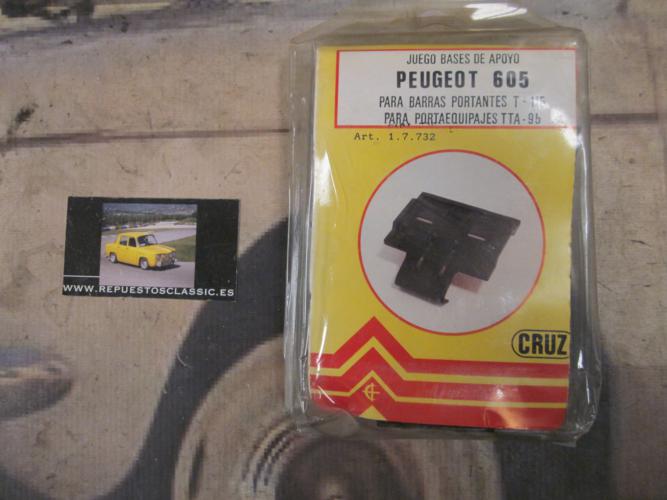 JUEGO BASES DE APOYO
PEUGEOT 605
PARA BARRAS PORTANTES T-
PARA PORTAEQUIPAJES TTA-95
Art. 1.7.732
CRUZ
WWW.REPUESTOSCLASSIC.ES